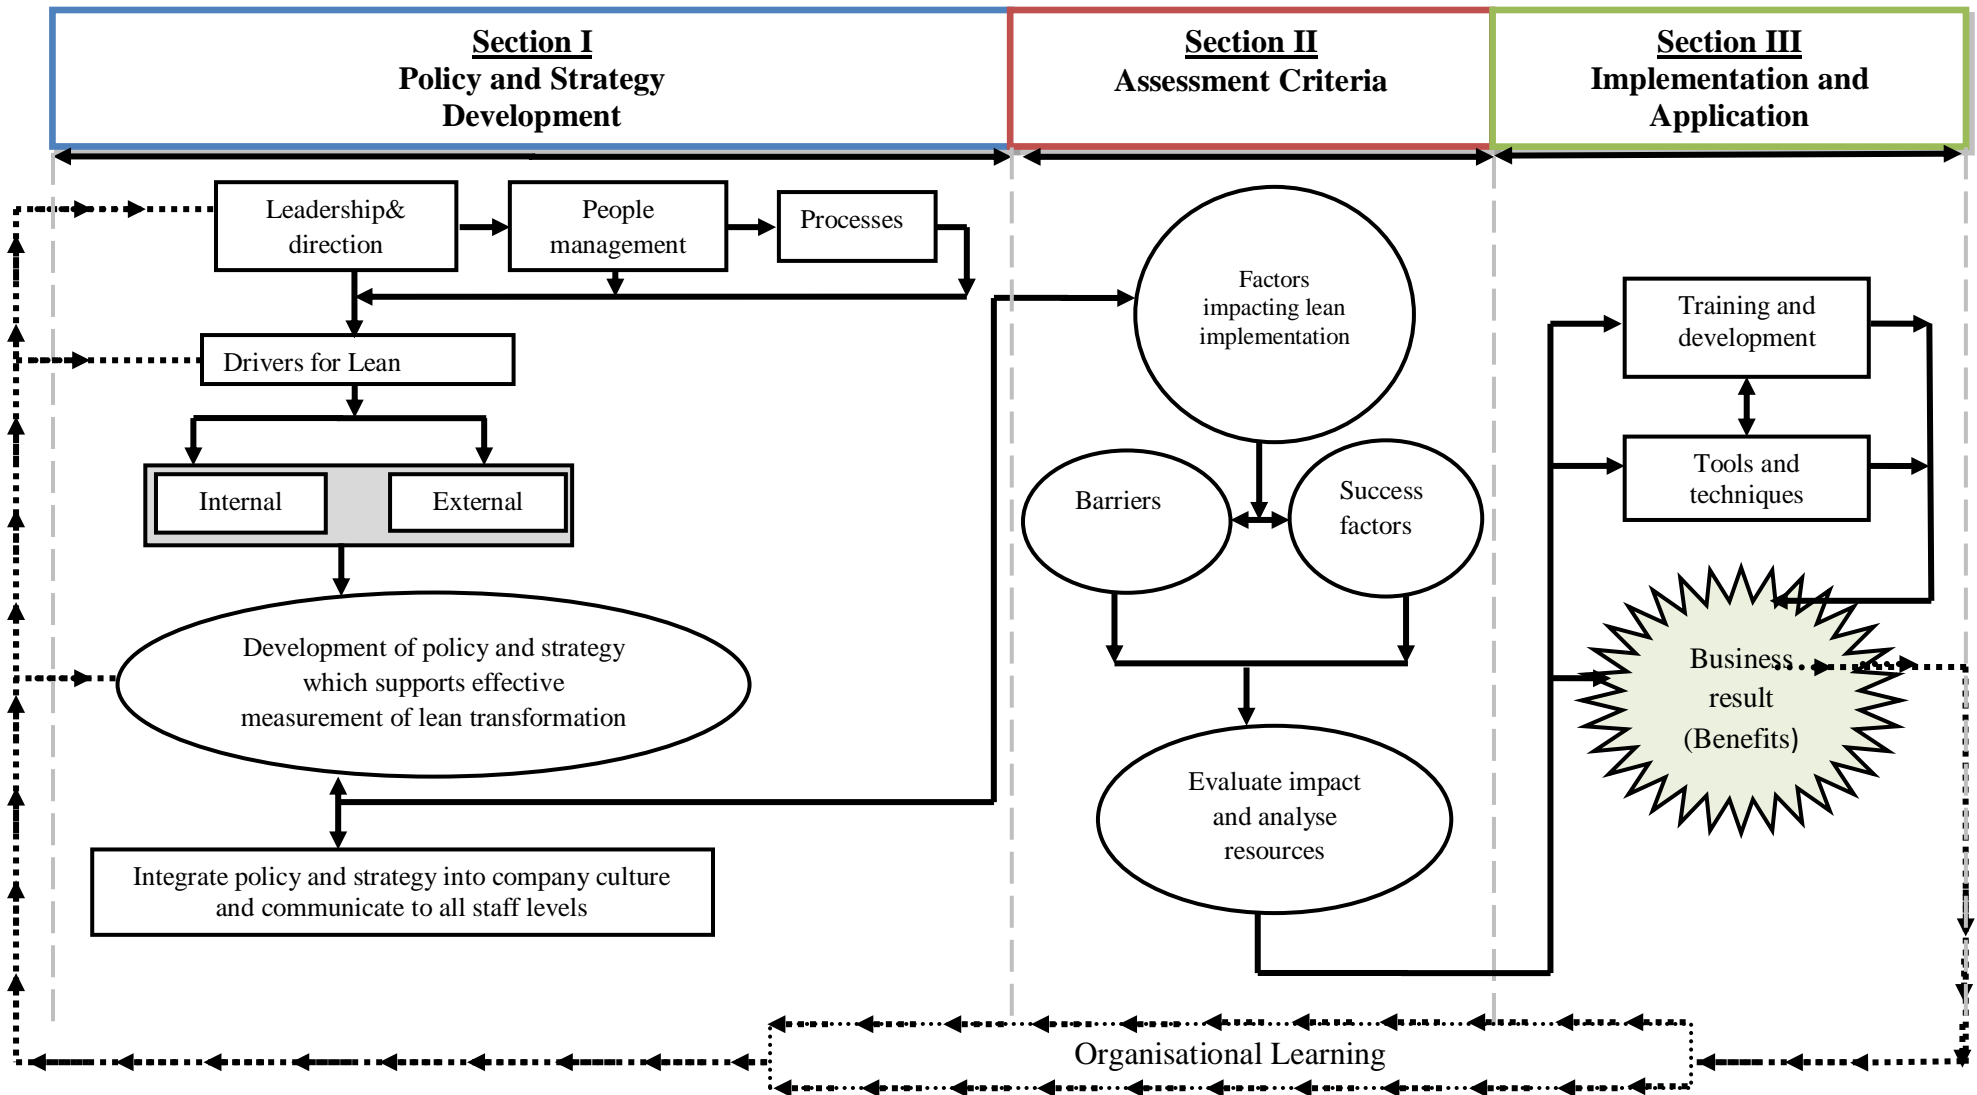 Section I
Policy and Strategy
Development
Section II
Assessment Criteria
Section III
Implementation and
Application
Leadership&
direction
People
management
Processes
Drivers for Lean
Internal
External
Development of policy and strategy
which supports effective
measurement of lean transformation
Integrate policy and strategy into company culture
and communicate to all staff levels
Factors
impacting lean
implementation
Barriers
Success
factors
Evaluate impact
and analyse
resources
Training and
development
Tools and
techniques
Business
result
(Benefits)
Organisational Learning